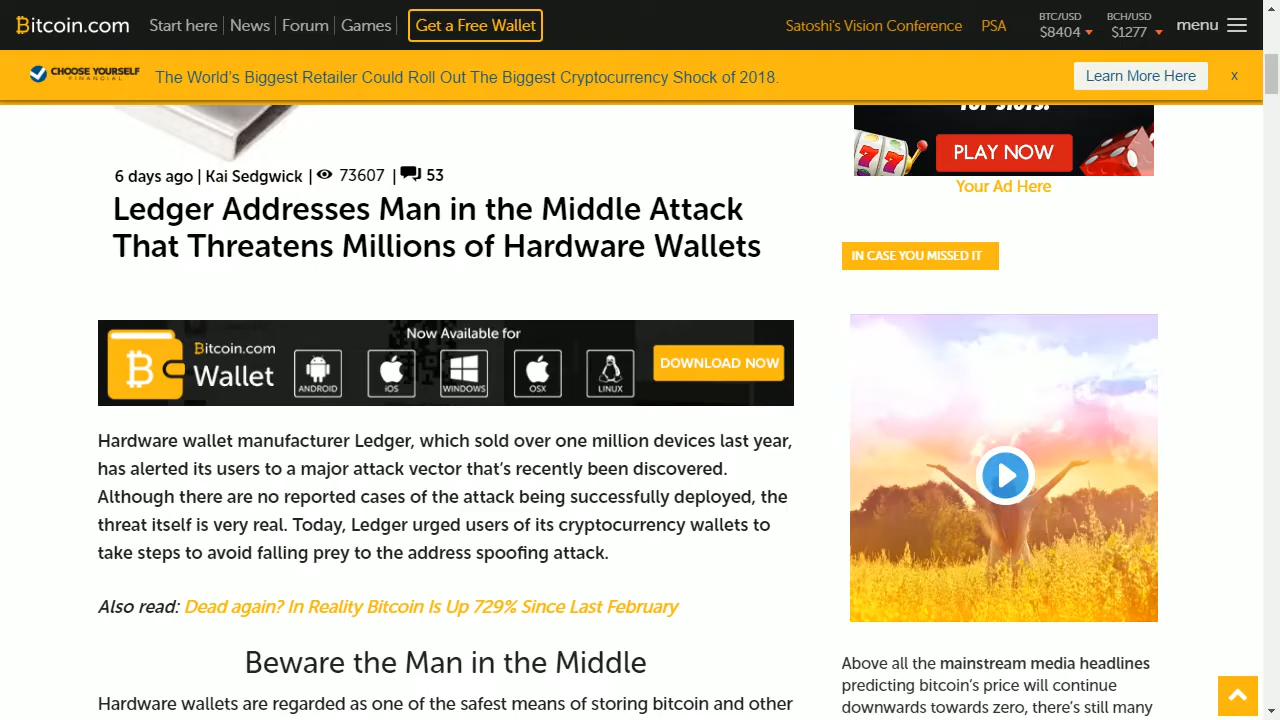 Bitcoin.com Start here News Forum Games Get a Free Wallet Satoshi's Vision Conference PSA BTC/USD $8404 BCH/USD $1277 menu
CHOOSE YOURSELF FINANCIAL The World's Biggest Retailer Could Roll Out The Biggest Cryptocurrency Shock of 2018. Learn More Here x
6 days ago | Kai Sedgwick | 73607 | 53
Ledger Addresses Man in the Middle Attack
That Threatens Millions of Hardware Wallets
Bitcoin.com
Wallet
Now Available for
ANDROID iOS WINDOWS OSX LINUX
DOWNLOAD NOW
Hardware wallet manufacturer Ledger, which sold over one million devices last year,
has alerted its users to a major attack vector that's recently been discovered.
Although there are no reported cases of the attack being successfully deployed, the
threat itself is very real. Today, Ledger urged users of its cryptocurrency wallets to
take steps to avoid falling prey to the address spoofing attack.
Also read: Dead again? In Reality Bitcoin Is Up 729% Since Last February
Beware the Man in the Middle
Hardware wallets are regarded as one of the safest means of storing bitcoin and other
for slots!
7 7
PLAY NOW
Your Ad Here
IN CASE YOU MISSED IT
Above all the mainstream media headlines
predicting bitcoin's price will continue
downwards towards zero, there's still many